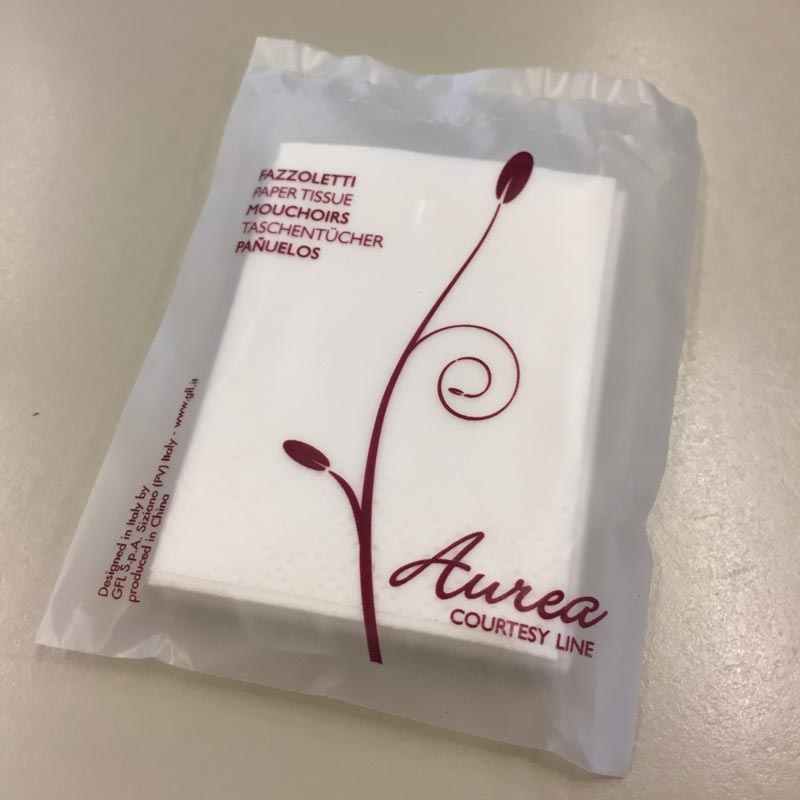 FAZZOLETTI
PAPER TISSUE
MOUCHOIRS
TASCHENTÜCHER
PAÑUELOS
Designed in Italy by
GFL S.p.A. Siziano (PV) Italy - www.gfl.it
produced in China
Aurea
COURTESY LINE